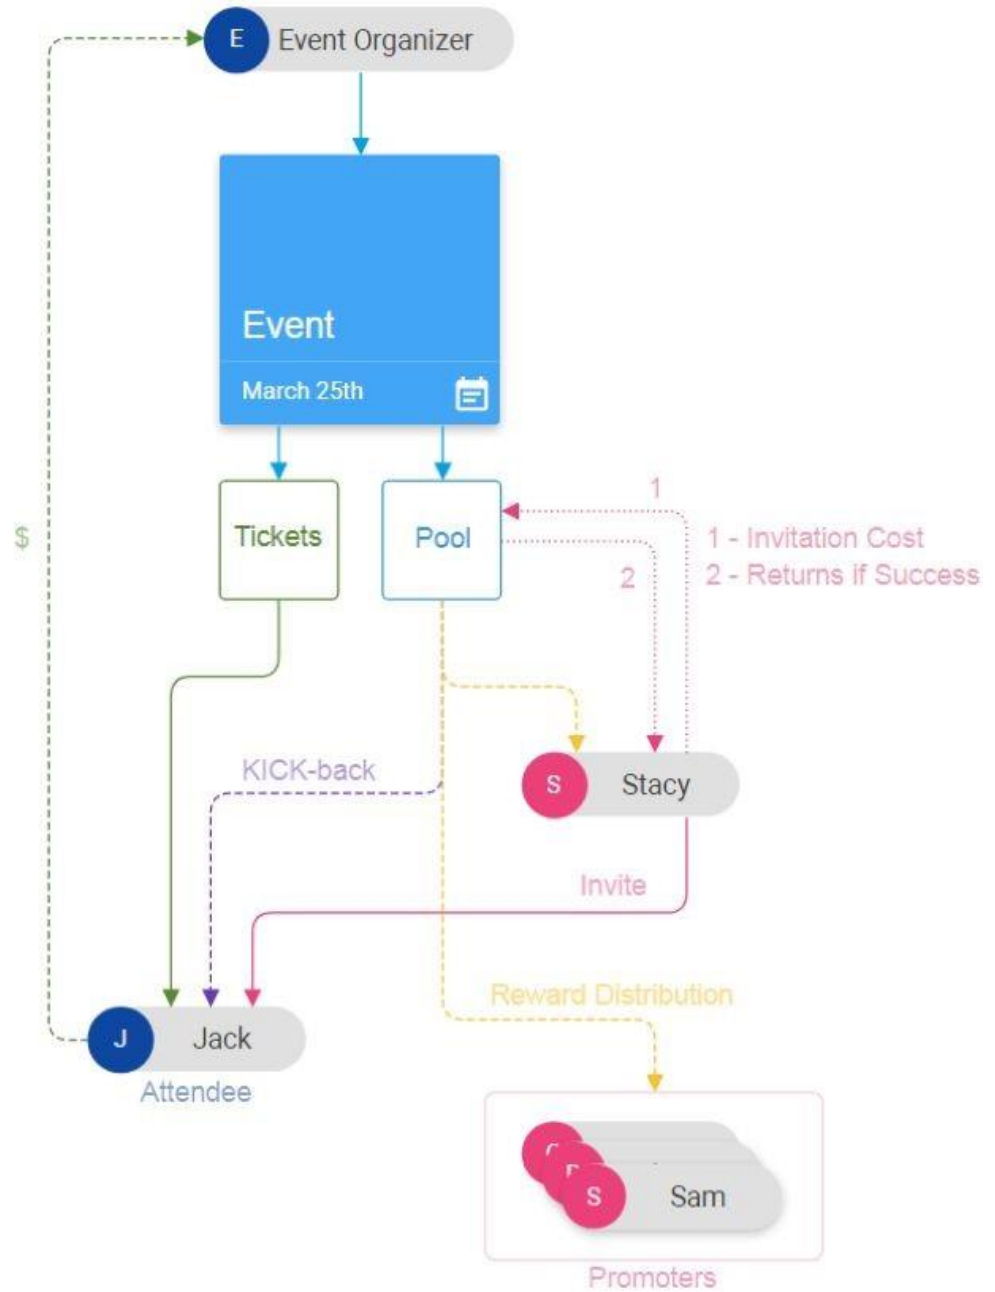 E Event Organizer
Event
March 25th
Tickets
Pool
1
1 - Invitation Cost
2 - Returns if Success
2
$
KICK-back
S Stacy
Invite
Reward Distribution
J Jack
Attendee
S Sam
Promoters